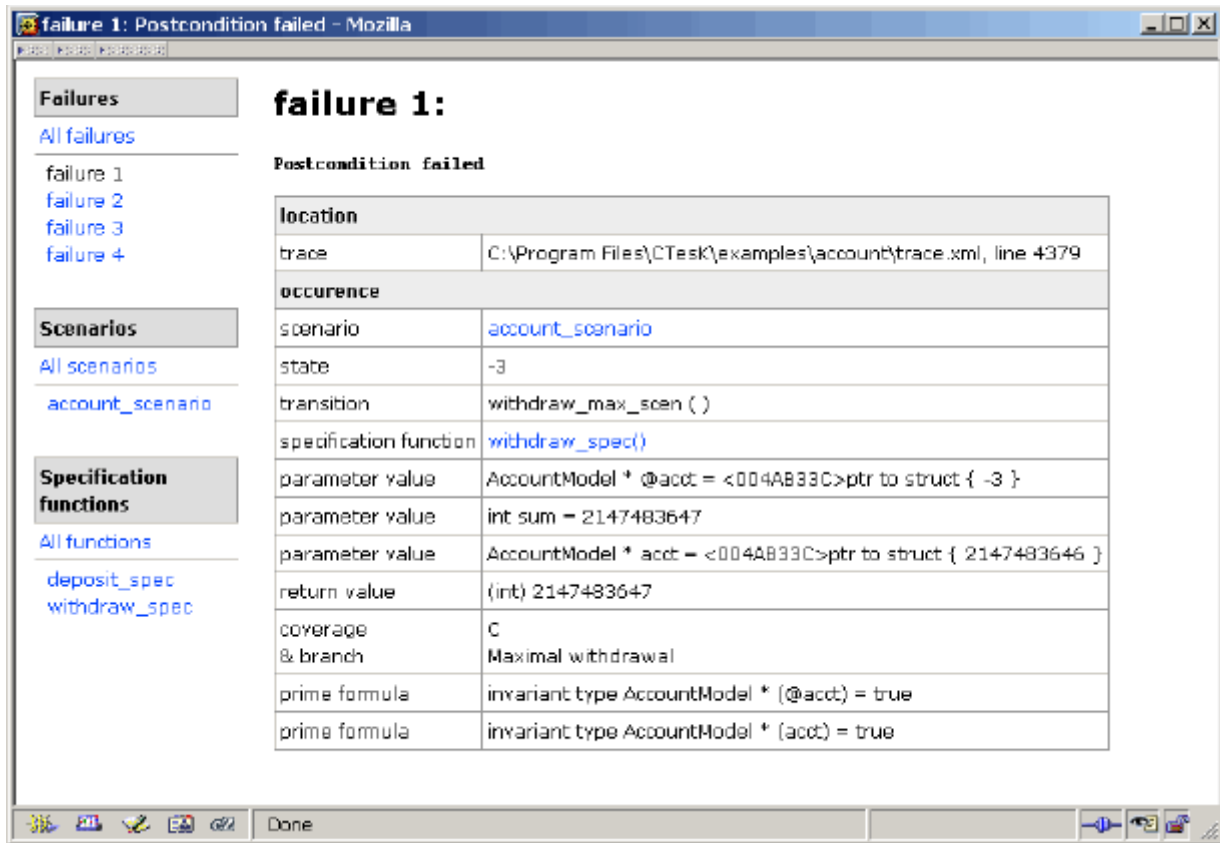 failure 1: Postcondition failed - Mozilla
Failures
All failures
failure 1
failure 2
failure 3
failure 4
Scenarios
All scenarios
account_scenario
Specification
functions
All functions
deposit_spec
withdraw_spec
failure 1:
Postcondition failed
location
trace C:\Program Files\CTesK\examples\account\trace.xml, line 4379
occurence
scenario account_scenario
state -3
transition withdraw_max_scen ( )
specification function withdraw_spec()
parameter value AccountModel * @acct = <004AB33C>ptr to struct { -3 }
parameter value int sum = 2147483647
parameter value AccountModel * acct = <004AB33C>ptr to struct { 2147483646 }
return value (int) 2147483647
coverage C
& branch Maximal withdrawal
prime formula invariant type AccountModel * (@acct) = true
prime formula invariant type AccountModel * (acct) = true
Done